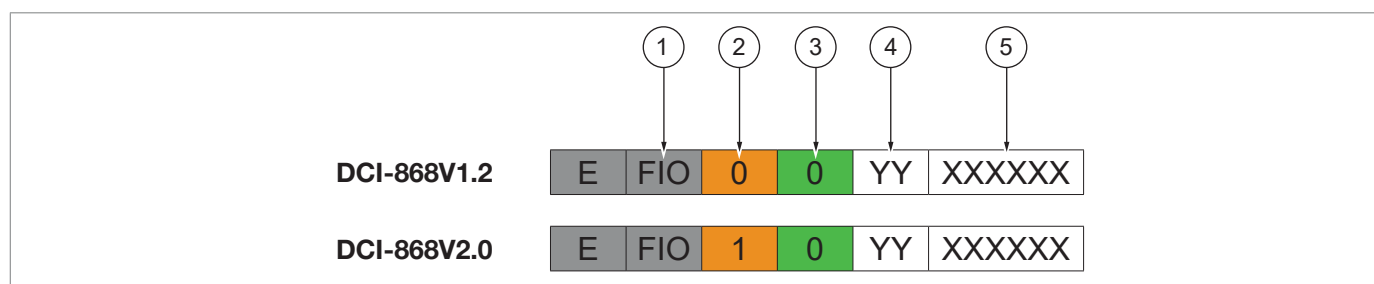 1 2 3 4 5
DCI-868V1.2 E FIO 0 0 YY XXXXXX
DCI-868V2.0 E FIO 1 0 YY XXXXXX